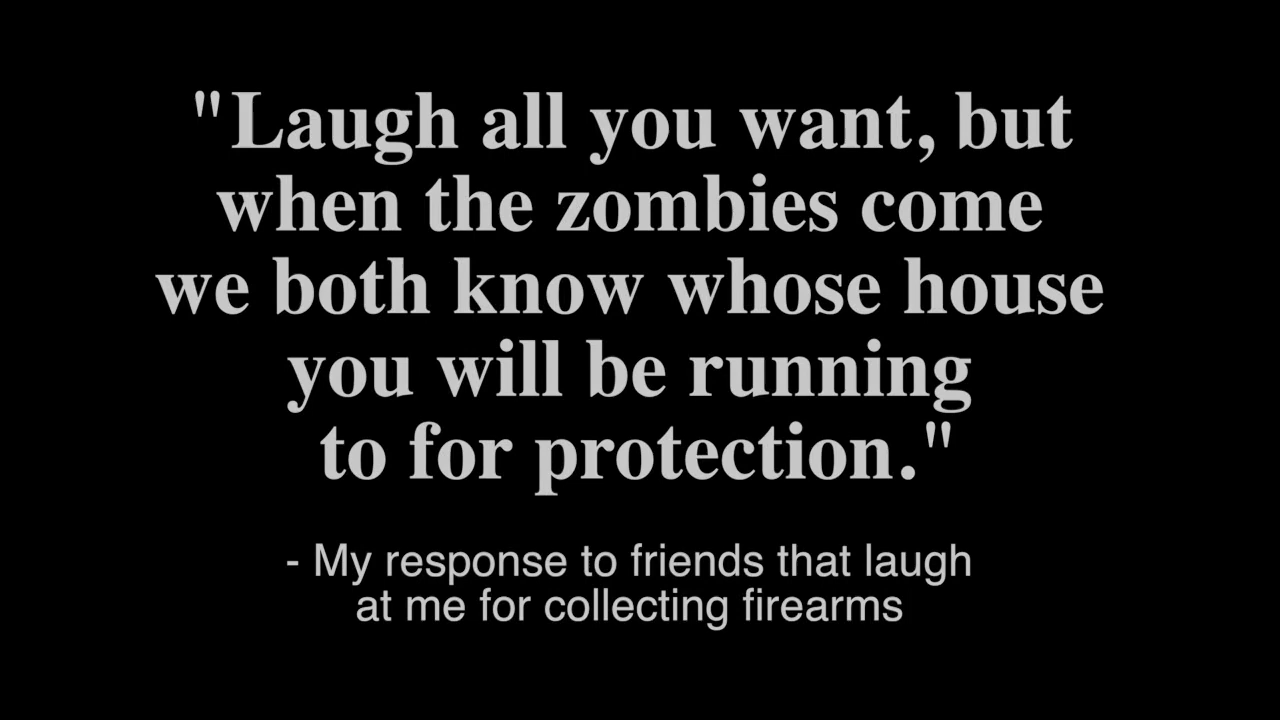 "Laugh all you want, but
when the zombies come
we both know whose house
you will be running
to for protection."
- My response to friends that laugh
at me for collecting firearms